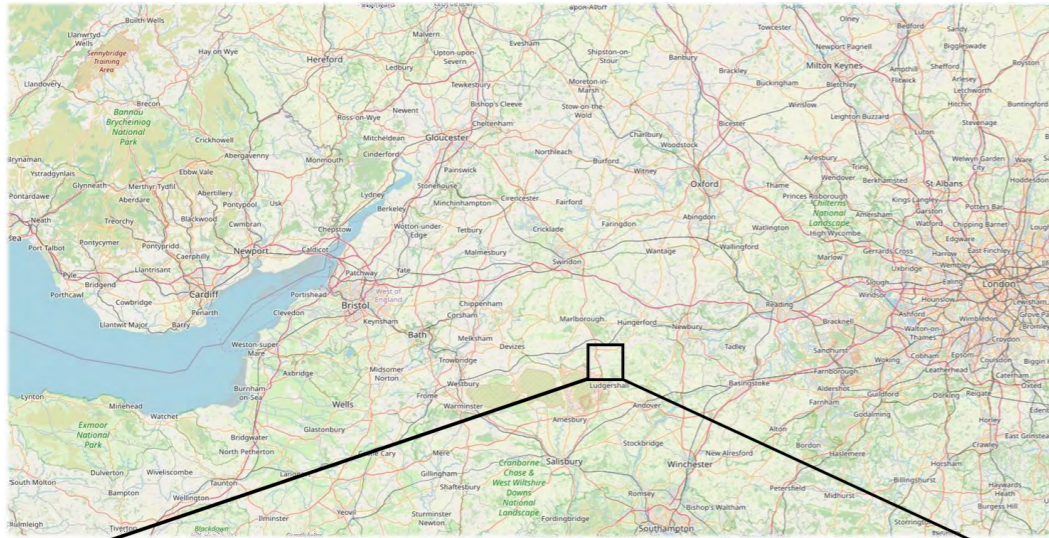 Builth Wells
Olney
Bedford
Sandy
Llanwrtyd-
Wells
Malvern
Evesham
Towcester
Biggleswade
Sennybridge
Training
Area
Hay on Wye
Hereford
Upton-upon-
Severn
Shipston-on-
Stour
Banbury
Newport Pagnell
Llandovery
Ledbury
Brackley
Milton Keynes
Ampthill
Shefford
Royston
Tewkesbury
Moreton-in-
Marsh
Buckingham
Bletchley
Flitwick
Arlesey
Letchworth
Brecon
Bannau
Brycheiniog
National
Park
Bishop's Cleeve
Stow-on-the-
Wold
Winslow
Hitchin
Buntingford
Ross-on-Wye
Newent
Cheltenham
Bicester
Leighton Buzzard
Stevenage
Crickhowell
Mitcheldean
Gloucester
Charlbury
Luton
Brynaman
Abergavenny
Monmouth
Cinderford
Northleach
Burford
Woodstock
Aylesbury
Tring
Welwyn Garden
City
Ware
Ystradgynlais
Ebbw Vale
Painswick
Witney
Wendover
Berkhamsted
Hoddesdon
Glynneath
Merthyr Tydfil
Abertillery
Lydney
Stonehouse
Oxford
Thame
St Albans
Pontardawe
Aberdare
Pontypool
Usk
Minchinhampton
Cirencester
Fairford
Princes Risborough
Kings Langley
Neath
Treorchy
Blackwood
Berkeley
Abingdon
Chilterns
National
Landscape
Amersham
Garston
Potters Bar
Cwmbran
Chepstow
Wotton-under-
Edge
Tetbury
Cricklade
Faringdon
Watlington
High Wycombe
Watford
Chipping Barnet
Port Talbot
Pontycymer
Pontypridd
Newport
Caldicot
Malmesbury
Wantage
Wallingford
Edgware
East Finchley
Caerphilly
Gerrards Cross
Harrow
Pyle
Llantrisant
Patchway
Yate
Swindon
Marlow
Uxbridge
Wembley
Bridgend
Slough
Ealing
London
Porthcawl
Cardiff
Portishead
West of
England
Windsor
Cowbridge
Penarth
Bristol
Chippenham
Reading
Hounslow
Lewisham
Llantwit Major
Barry
Clevedon
Keynsham
Corsham
Marlborough
Hungerford
Newbury
Bracknell
Ashford
Wimbledon
Bath
Walton-on-
Thames
Bromley
Weston-super
Mare
Melksham
Devizes
Tadley
Sandhurst
Croydon
Axbridge
Midsomer
Norton
Trowbridge
Woking
Cobham
Epsom
Coulsdon
Lynton
Burnham
-on-Sea
Westbury
Ludgershall
Basingstoke
Farnborough
Leatherhead
Caterham
Minehead
Watchet
Wells
Frome
Warminster
Andover
Aldershot
Guildford
Dorking
Reigate
Oxted
Exmoor
National
Park
Glastonbury
Amesbury
Farnham
Godalming
Horley
Bridgwater
Stockbridge
Alton
Bordon
Crawley
East Grinstead
North Petherton
Mere
Salisbury
New Alresford
Haslemere
Dulverton
Wiveliscombe
Gillingham
Cranborne
Chase &
West Wiltshire
Downs
National
Landscape
Winchester
Horsham
South Molton
Bampton
Taunton
Shaftesbury
Petersfield
Midhurst
Billingshurst
Haywards
Heath
Wellington
Romsey
Bishop's Waltham
Burgess Hill
Tiverton
Ilminster
Yeovil
Sturminster
Newton
Fordingbridge
Southampton
Blackdown